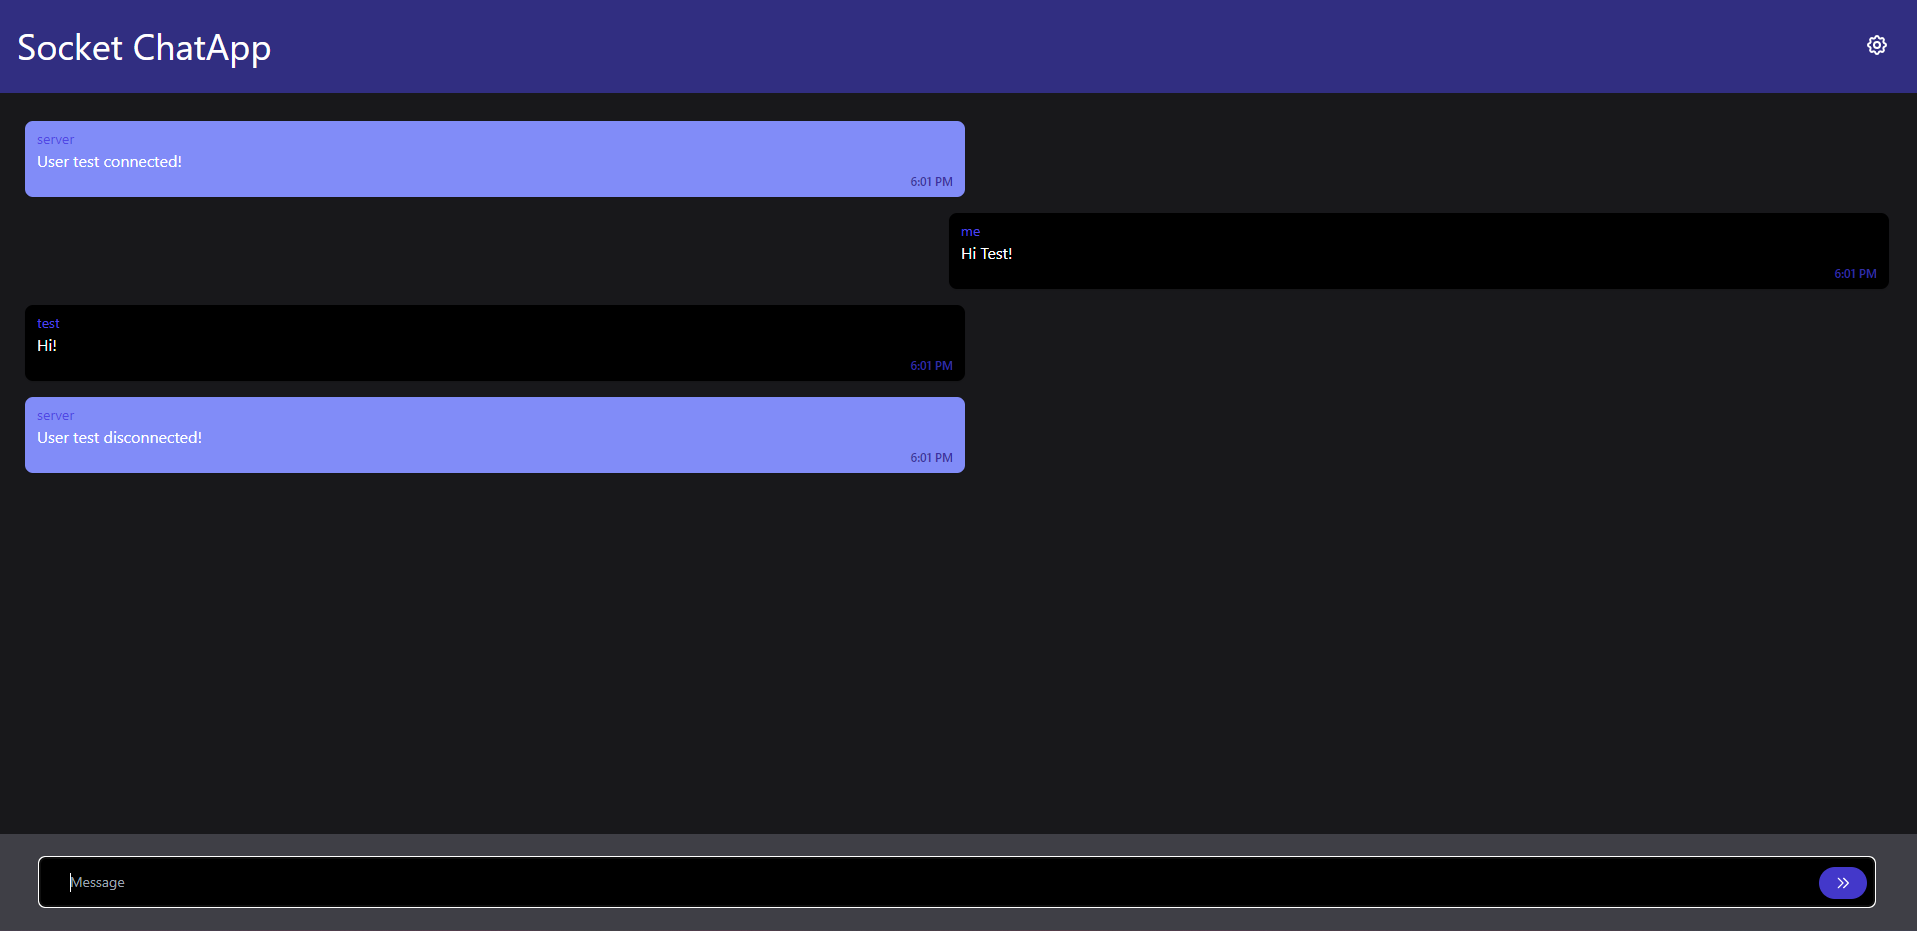 Socket ChatApp
server
User test connected!
6:01 PM
me
Hi Test!
6:01 PM
test
Hi!
6:01 PM
server
User test disconnected!
6:01 PM
Message